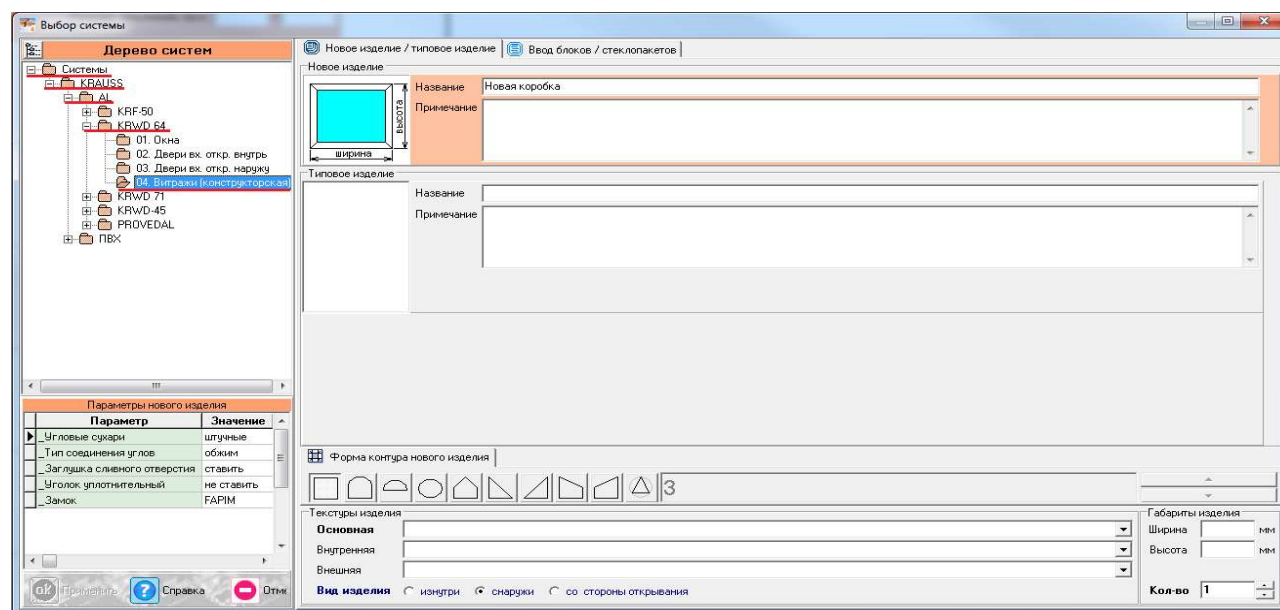 Выбор системы
Дерево систем
Системы
KRAUSS
AL
KRF-50
KRWD 64
01. Окна
02. Двери вх. откр. внутрь
03. Двери вх. откр. наружу
04. Витражи (конструкторская)
KRWD 71
KRWD-45
PROVEDAL
ПВХ
Параметры нового изделия
Параметр Значение
_Угловые сухари штучные
_Тип соединения углов обжим
_Заглушка сливного отверстия ставить
_Уголок уплотнительный не ставить
_Замок FAPIM
ok Применить ? Справка Отм
Новое изделие / типовое изделие Ввод блоков / стеклопакетов
Новое изделие
высота
ширина
Название Новая коробка
Примечание
Типовое изделие
Название
Примечание
Форма контура нового изделия
3
Текстуры изделия
Основная
Внутренняя
Внешняя
Вид изделия изнутри снаружи со стороны открывания
Габариты изделия
Ширина мм
Высота мм
Кол-во 1